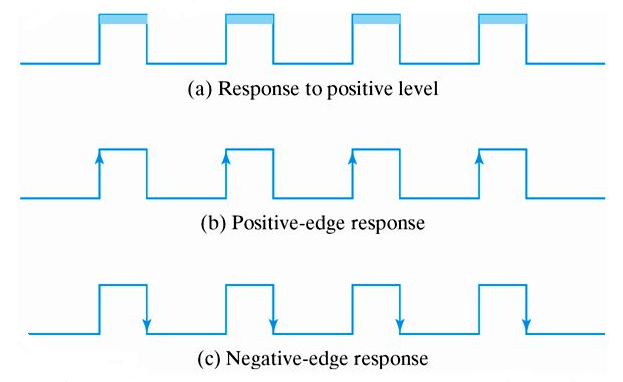 (a) Response to positive level
(b) Positive-edge response
(c) Negative-edge response